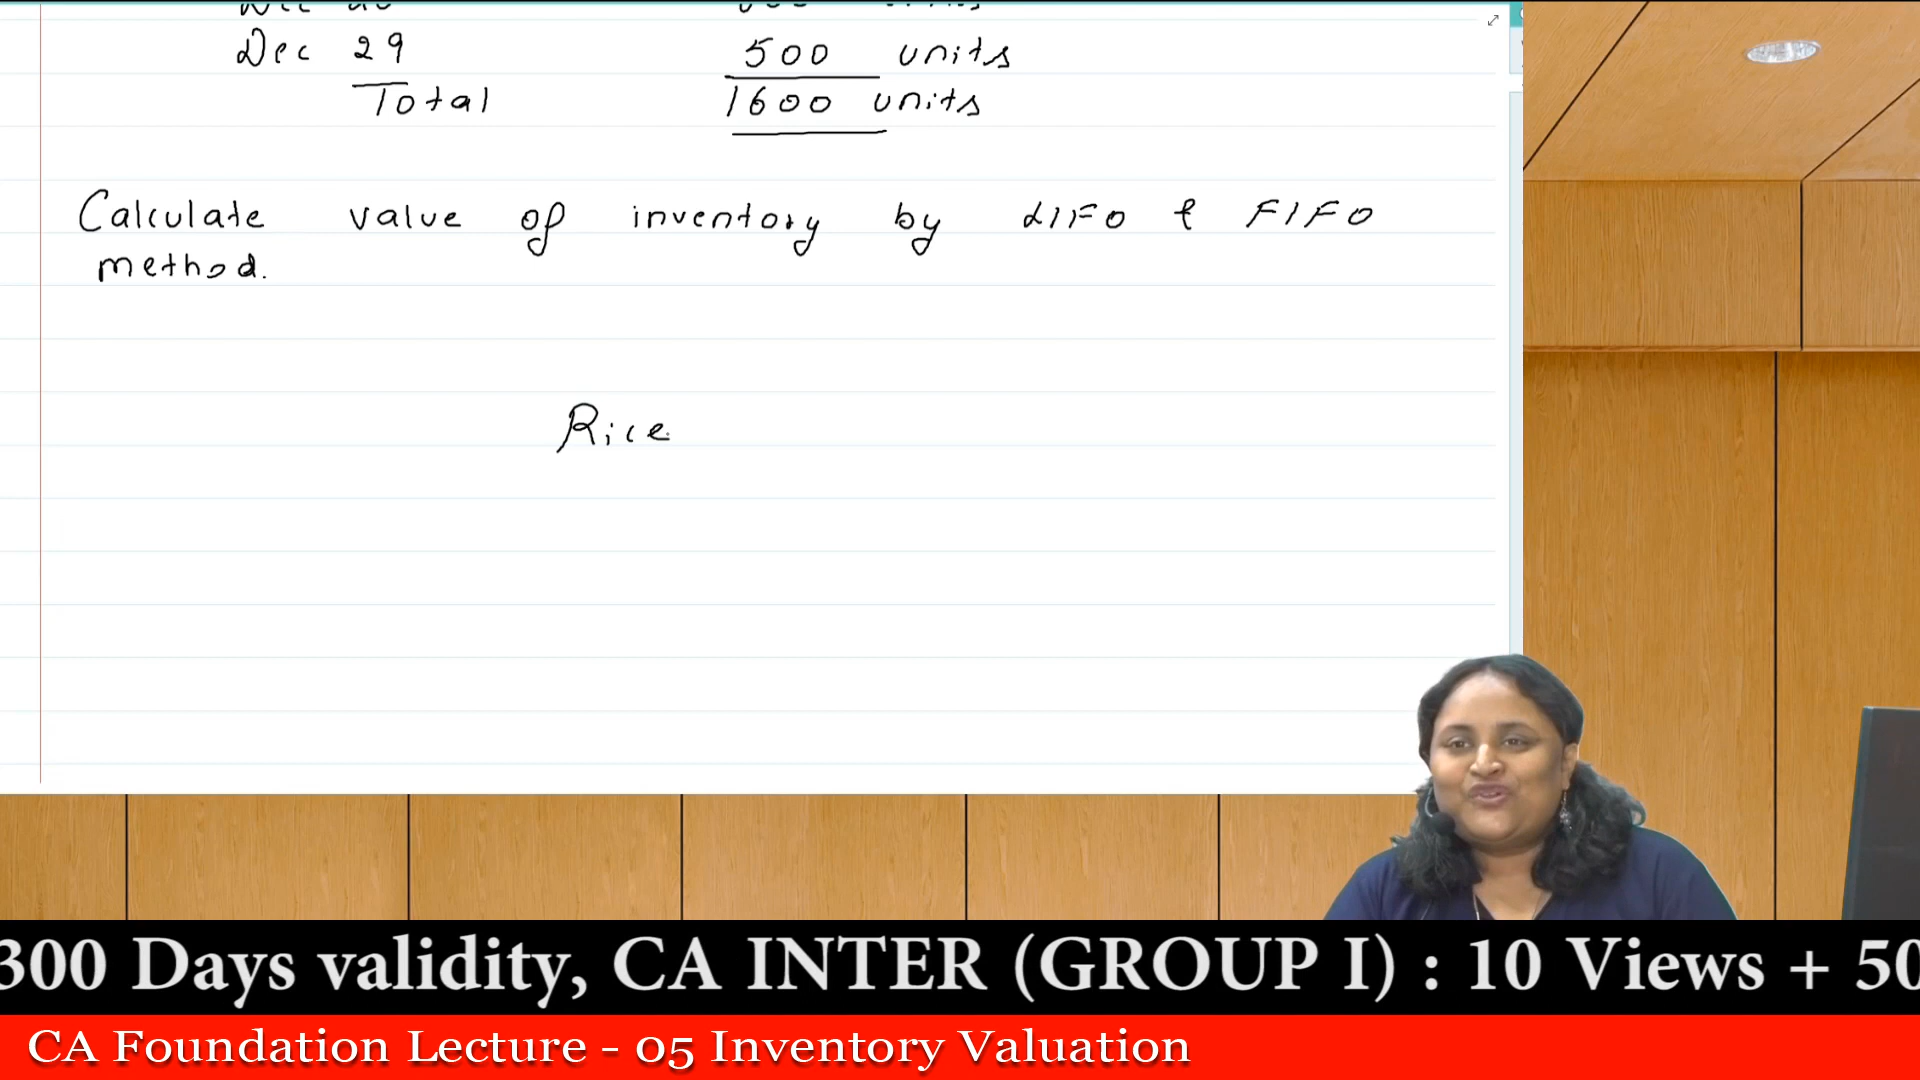 Dec 29 500 units
Total 1600 units
Calculate value of inventory by LIFO & FIFO
method.
Rice
300 Days validity, CA INTER (GROUP I) : 10 Views + 50
CA Foundation Lecture - 05 Inventory Valuation